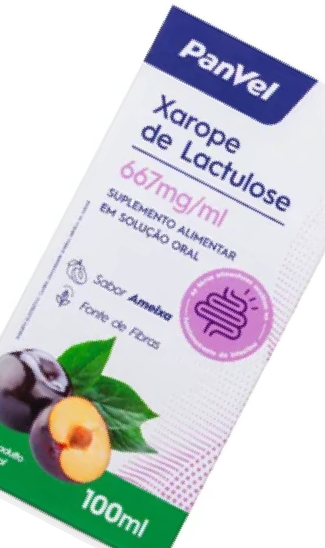 PanVel
Xarope
de Lactulose
667mg/ml
SUPLEMENTO ALIMENTAR
EM SOLUÇÃO ORAL
Sabor Ameixa
Fonte de Fibras
100ml